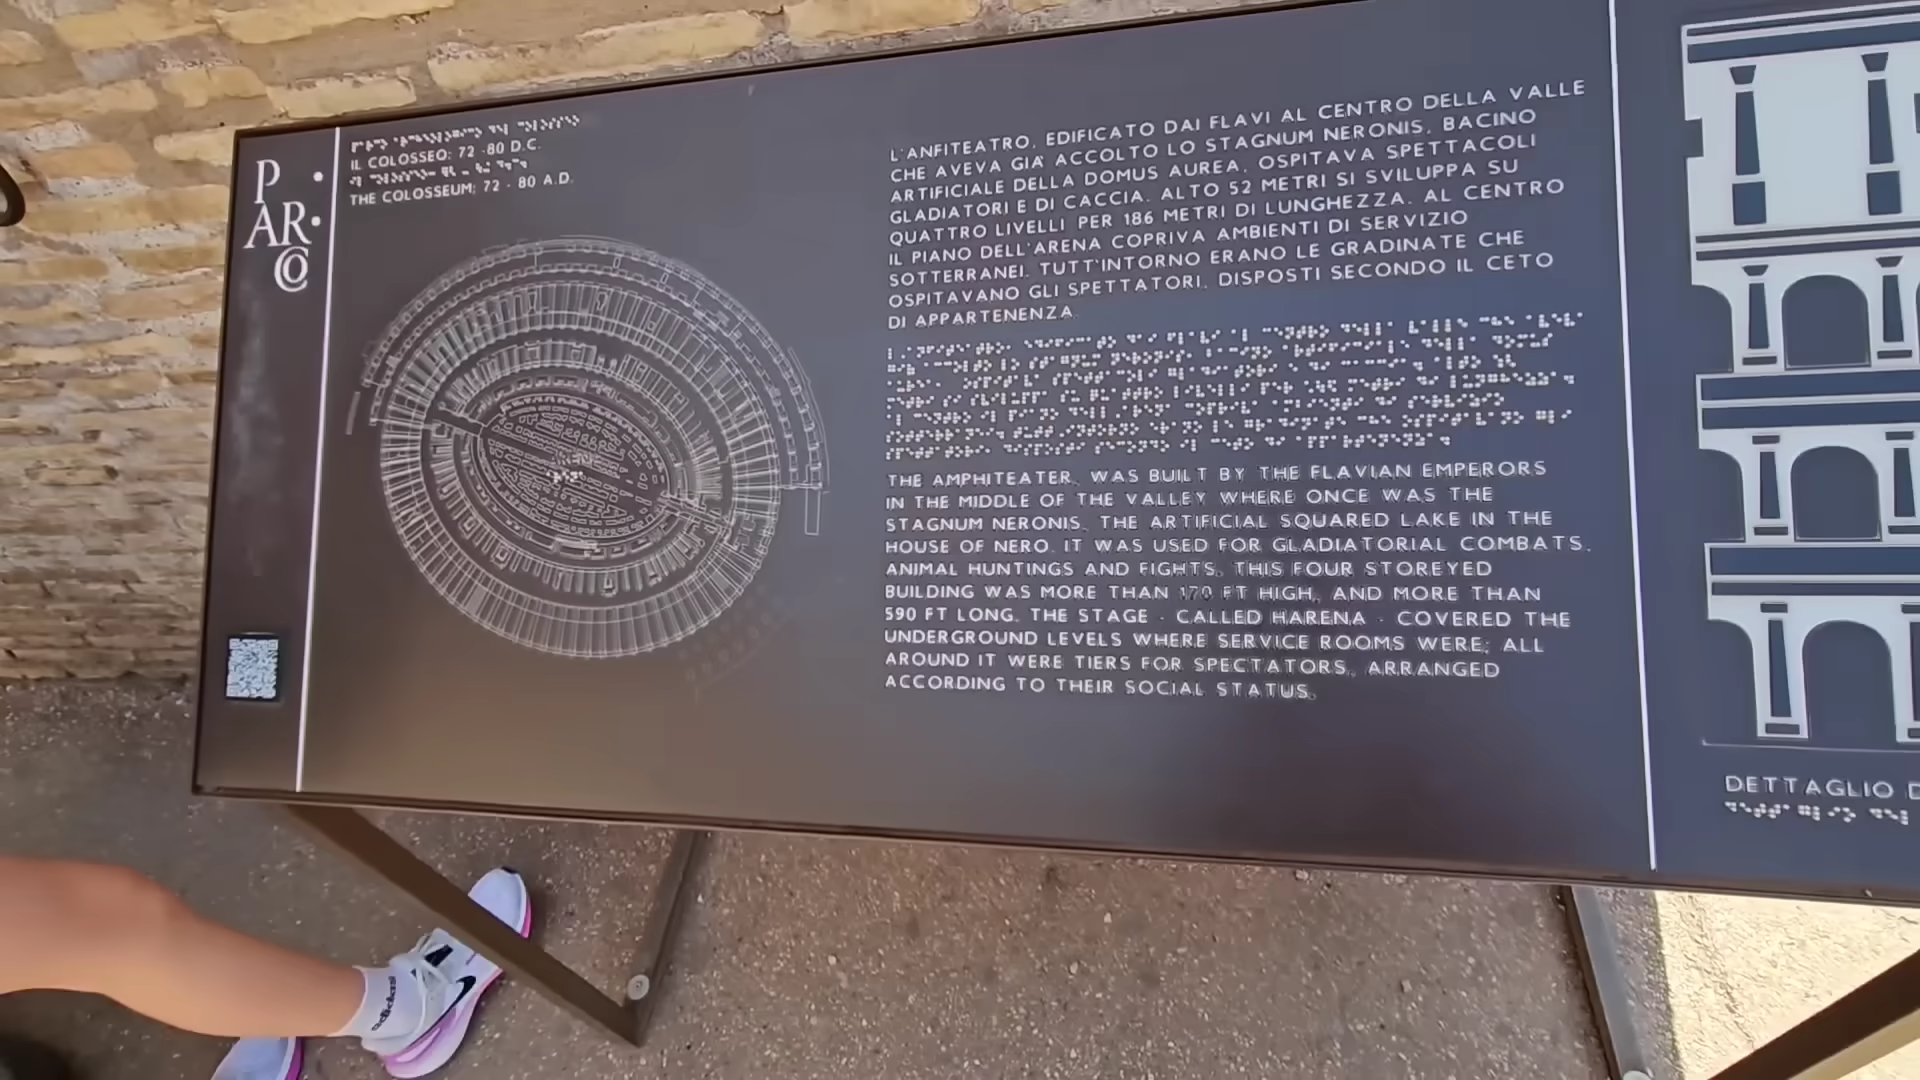 P.
AR.
CO
IL COLOSSEO: 72 -80 D.C.
THE COLOSSEUM: 72 - 80 A.D.
L'ANFITEATRO, EDIFICATO DAI FLAVI AL CENTRO DELLA VALLE
CHE AVEVA GIA' ACCOLTO LO STAGNUM NERONIS, BACINO
ARTIFICIALE DELLA DOMUS AUREA, OSPITAVA SPETTACOLI
GLADIATORI E DI CACCIA. ALTO 52 METRI SI SVILUPPA SU
QUATTRO LIVELLI PER 186 METRI DI LUNGHEZZA. AL CENTRO
IL PIANO DELL'ARENA COPRIVA AMBIENTI DI SERVIZIO
SOTTERRANEI. TUTT'INTORNO ERANO LE GRADINATE CHE
OSPITAVANO GLI SPETTATORI, DISPOSTI SECONDO IL CETO
DI APPARTENENZA
THE AMPHITEATER, WAS BUILT BY THE FLAVIAN EMPERORS
IN THE MIDDLE OF THE VALLEY WHERE ONCE WAS THE
STAGNUM NERONIS, THE ARTIFICIAL SQUARED LAKE IN THE
HOUSE OF NERO. IT WAS USED FOR GLADIATORIAL COMBATS,
ANIMAL HUNTINGS AND FIGHTS. THIS FOUR STOREYED
BUILDING WAS MORE THAN 170 FT HIGH, AND MORE THAN
590 FT LONG. THE STAGE - CALLED HARENA - COVERED THE
UNDERGROUND LEVELS WHERE SERVICE ROOMS WERE; ALL
AROUND IT WERE TIERS FOR SPECTATORS, ARRANGED
ACCORDING TO THEIR SOCIAL STATUS.
DETTAGLIO